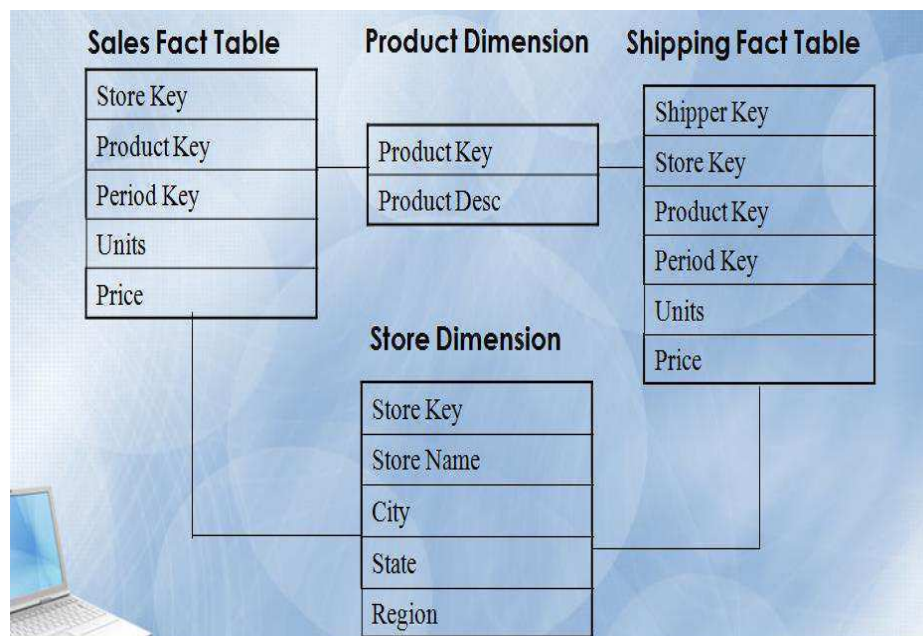 Sales Fact Table
Store Key
Product Key
Period Key
Units
Price
Product Dimension
Product Key
Product Desc
Shipping Fact Table
Shipper Key
Store Key
Product Key
Period Key
Units
Price
Store Dimension
Store Key
Store Name
City
State
Region